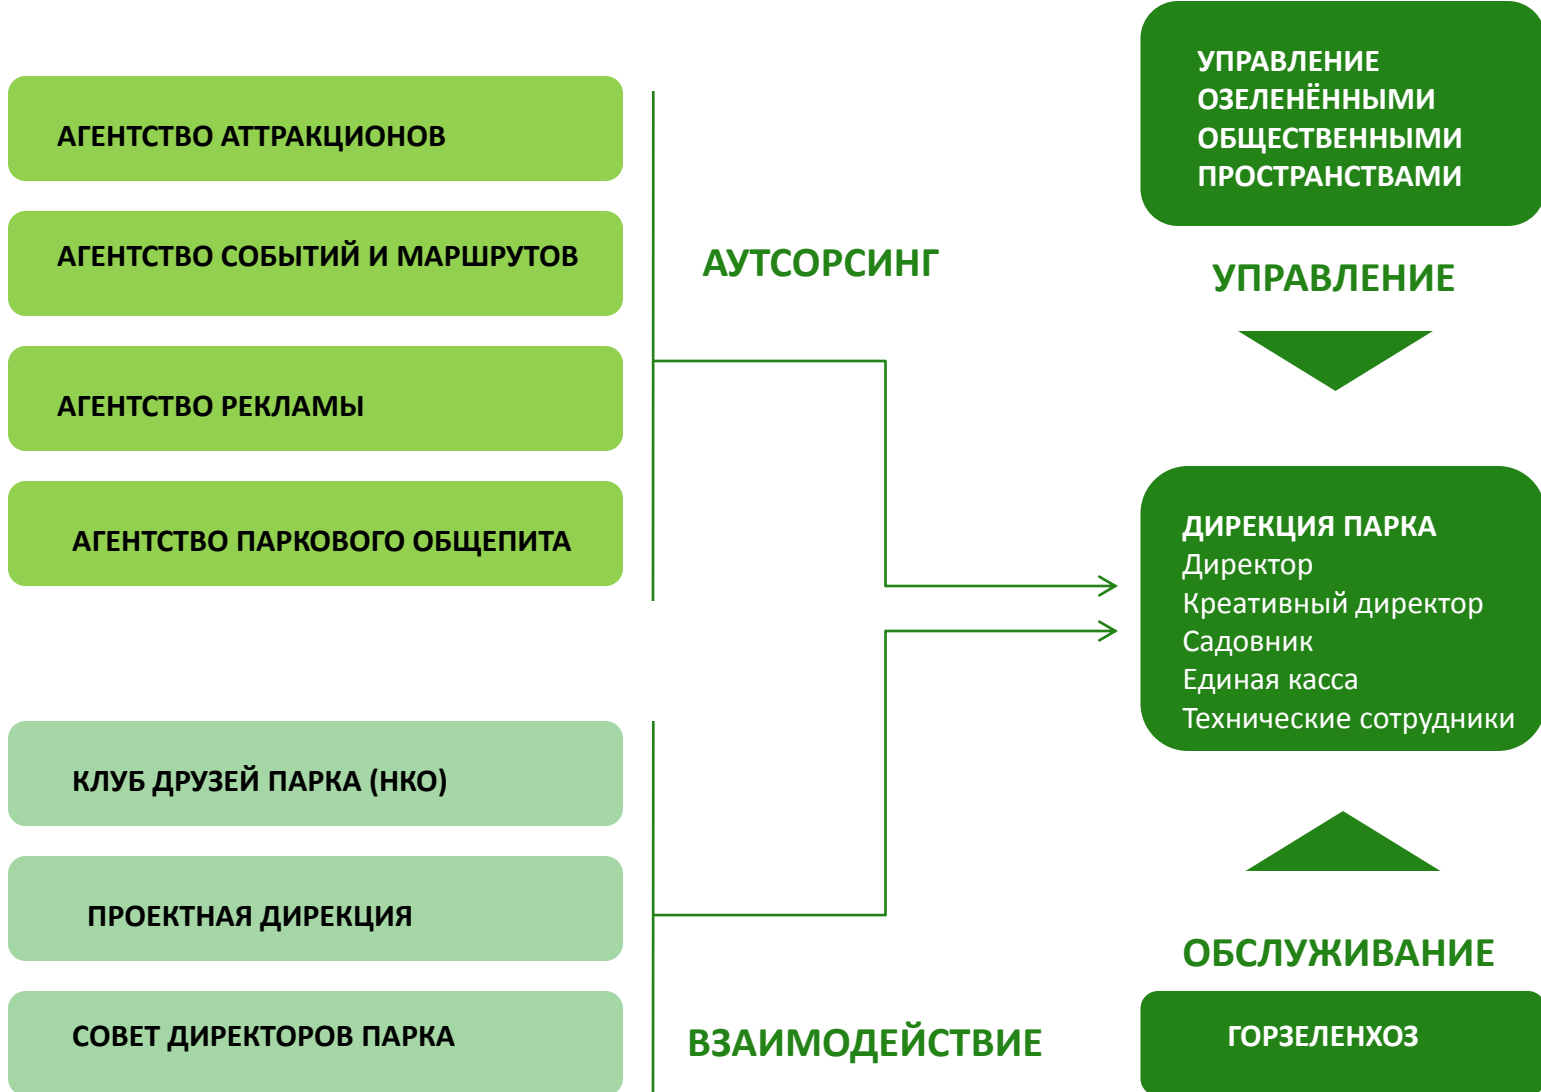 АГЕНТСТВО АТТРАКЦИОНОВ
АГЕНТСТВО СОБЫТИЙ И МАРШРУТОВ
АГЕНТСТВО РЕКЛАМЫ
АГЕНТСТВО ПАРКОВОГО ОБЩЕПИТА
АУТСОРСИНГ
КЛУБ ДРУЗЕЙ ПАРКА (НКО)
ПРОЕКТНАЯ ДИРЕКЦИЯ
СОВЕТ ДИРЕКТОРОВ ПАРКА
ВЗАИМОДЕЙСТВИЕ
УПРАВЛЕНИЕ
ОЗЕЛЕНЁННЫМИ
ОБЩЕСТВЕННЫМИ
ПРОСТРАНСТВАМИ
УПРАВЛЕНИЕ
ДИРЕКЦИЯ ПАРКА
Директор
Креативный директор
Садовник
Единая касса
Технические сотрудники
ОБСЛУЖИВАНИЕ
ГОРЗЕЛЕНХОЗ